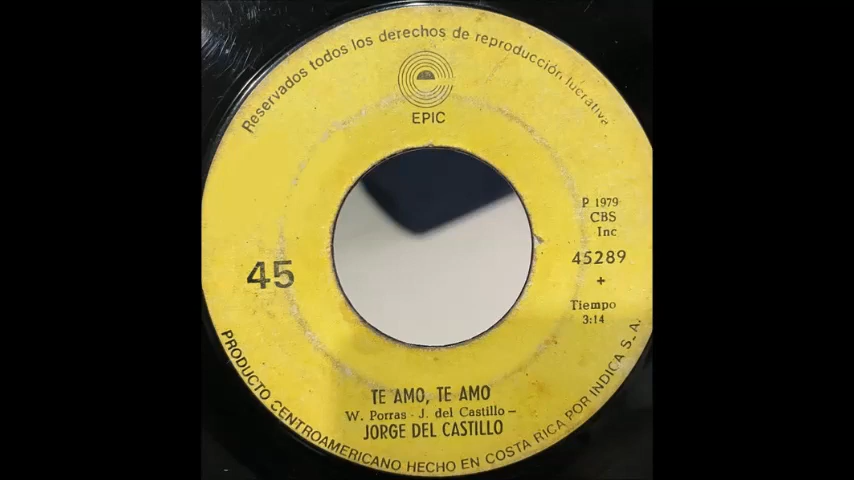 Reservados todos los derechos de reproducción lucrativa
EPIC
P 1979
CBS
Inc
45289
+
Tiempo
3:14
45
TE AMO, TE AMO
W. Porras - J. del Castillo -
JORGE DEL CASTILLO
PRODUCTO CENTROAMERICANO HECHO EN COSTA RICA POR INDICA S.A.